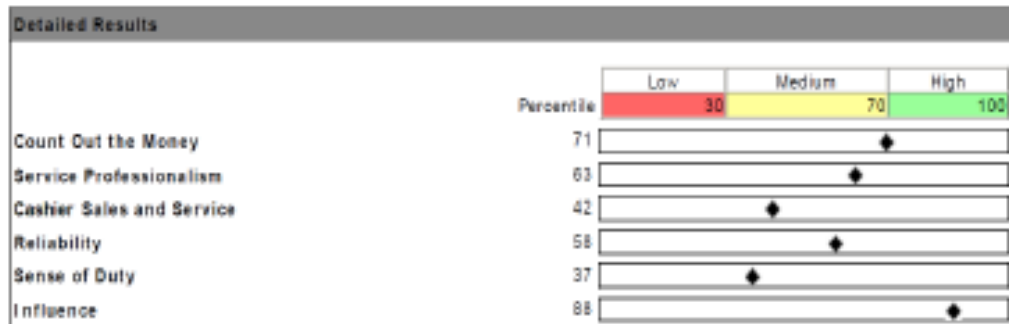 Detailed Results
Low Medium High
Percentile 30 70 100
Count Out the Money 71
Service Professionalism 63
Cashier Sales and Service 42
Reliability 58
Sense of Duty 37
Influence 88